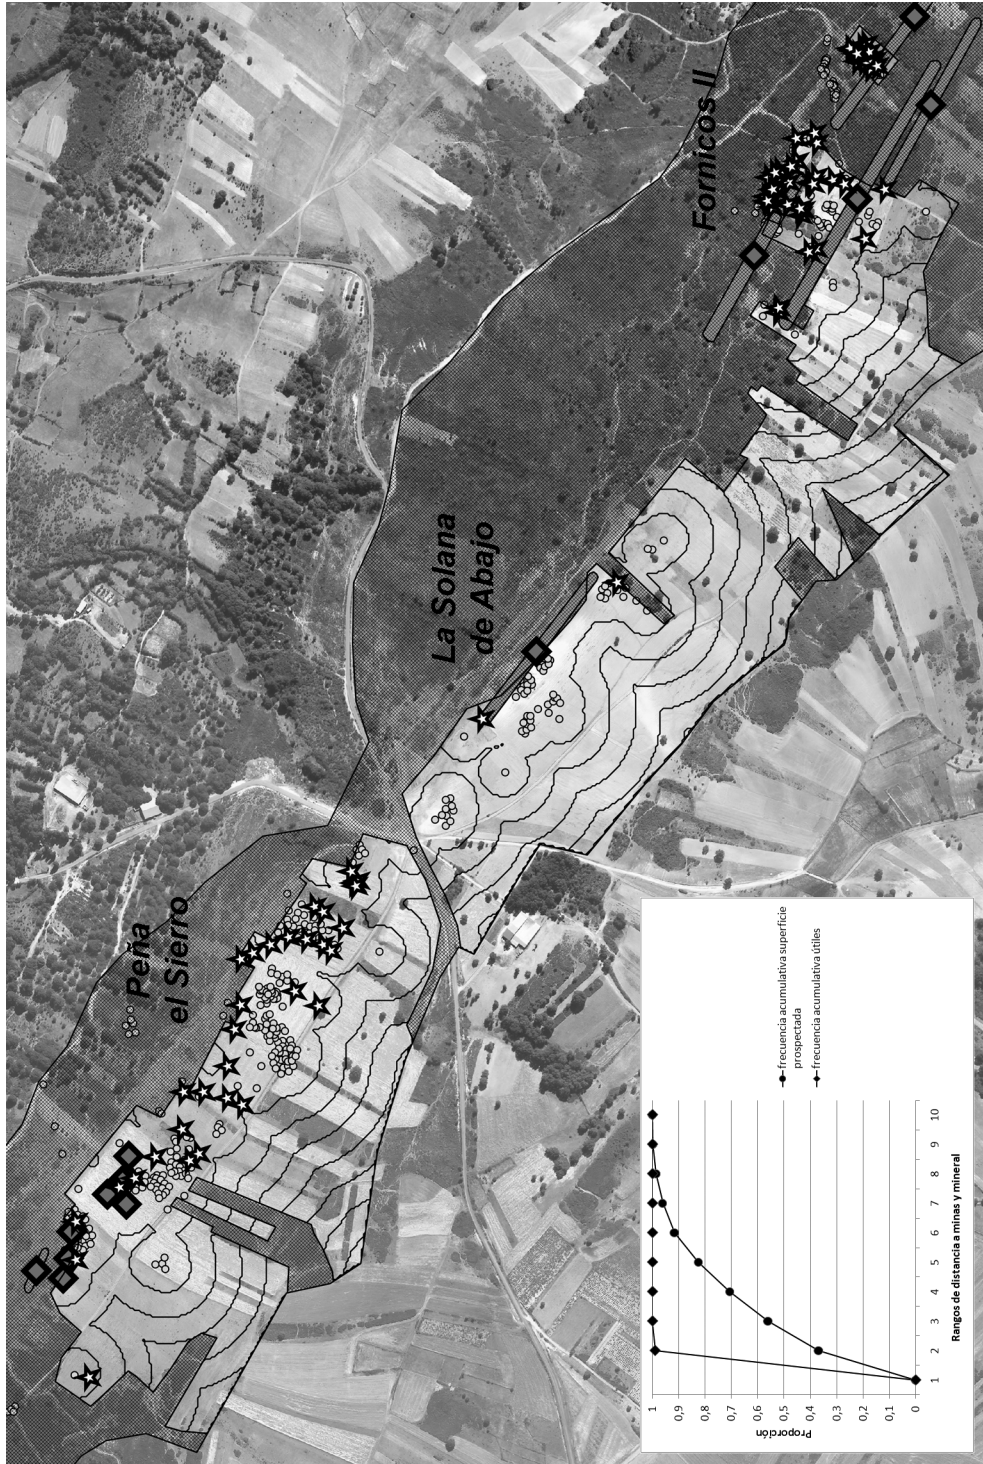 Peña
el Sierro
La Solana
de Abajo
Fornicos II
frecuencia acumulativa superficie
prospectada
frecuencia acumulativa útiles
Proporción
1
0,9
0,8
0,7
0,6
0,5
0,4
0,3
0,2
0,1
0
1 2 3 4 5 6 7 8 9 10
Rangos de distancia a minas y mineral